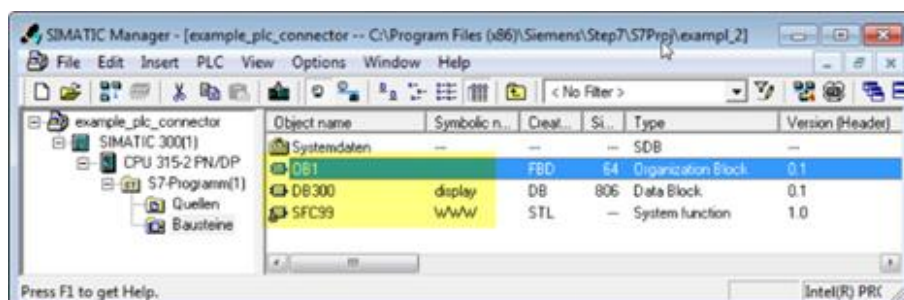 SIMATIC Manager - [example_plc_connector -- C:\Program Files (x86)\Siemens\Step7\S7Proj\exampl_2]
File Edit Insert PLC View Options Window Help
< No Filter >
example_plc_connector
SIMATIC 300(1)
CPU 315-2 PN/DP
S7-Programm(1)
Quellen
Bausteine
Object name Symbolic n... Creat... Si... Type Version (Header)
Systemdaten --- --- --- SDB ---
OB1 FBD 64 Organization Block 0.1
DB300 display DB 806 Data Block 0.1
SFC99 WWW STL --- System function 1.0
Press F1 to get Help.
Intel(R) PRC